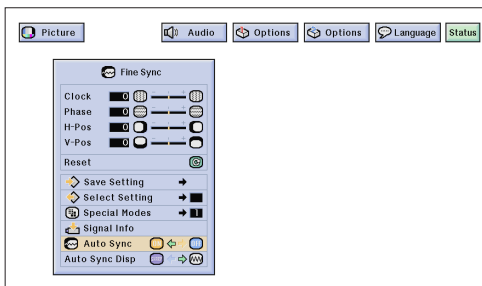 Picture Audio Options Options Language Status
Fine Sync
Clock 0
Phase 0
H-Pos 0
V-Pos 0
Reset
Save Setting
Select Setting
Special Modes 1
Signal Info
Auto Sync
Auto Sync Disp